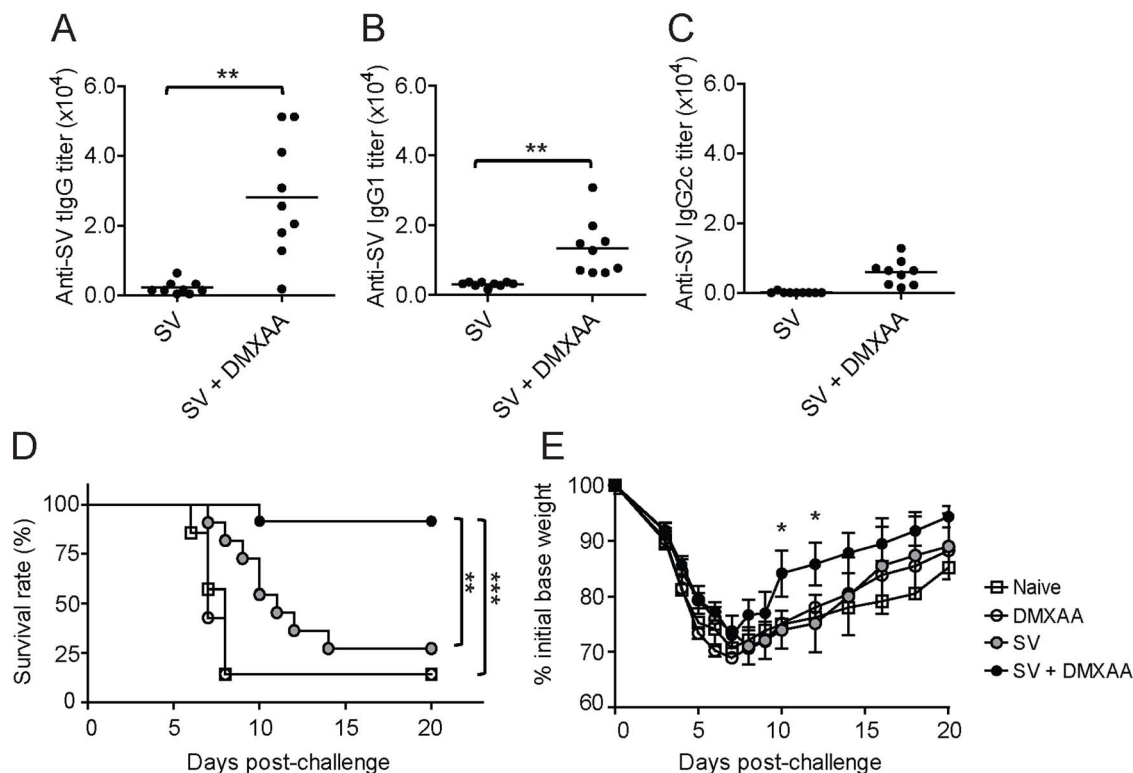 A
Anti-SV tIgG titer (x10⁴)
6.0
4.0
2.0
0.0
**
SV
SV + DMXAA
B
Anti-SV IgG1 titer (x10⁴)
6.0
4.0
2.0
0.0
**
SV
SV + DMXAA
C
Anti-SV IgG2c titer (x10⁴)
6.0
4.0
2.0
0.0
SV
SV + DMXAA
D
Survival rate (%)
100
75
50
25
0
**
***
0
5
10
15
20
Days post-challenge
E
% initial base weight
100
90
80
70
60
*
*
0
5
10
15
20
Days post-challenge
Naive
DMXAA
SV
SV + DMXAA